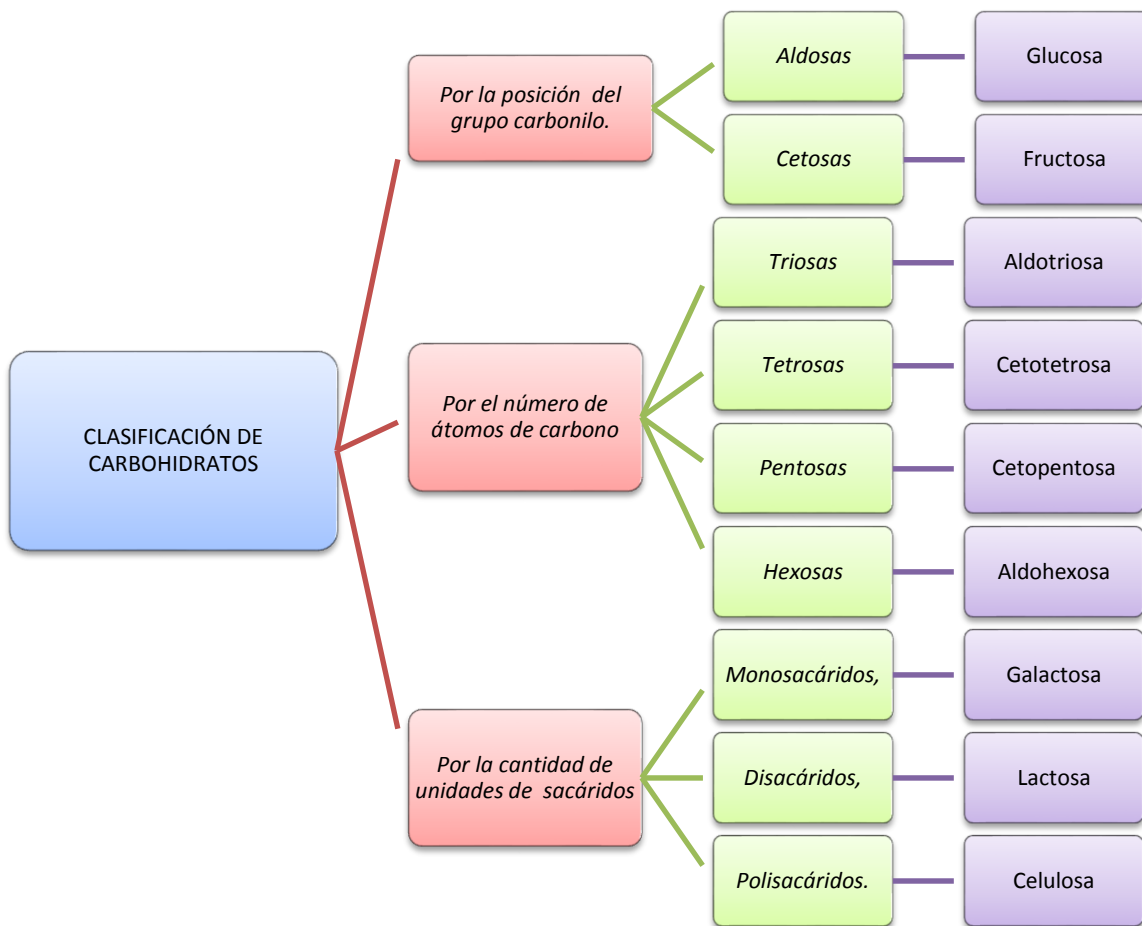 CLASIFICACIÓN DE
CARBOHIDRATOS
Por la posición del
grupo carbonilo.
Aldosas
Glucosa
Cetosas
Fructosa
Por el número de
átomos de carbono
Triosas
Aldotriosa
Tetrosas
Cetotetrosa
Pentosas
Cetopentosa
Hexosas
Aldohexosa
Por la cantidad de
unidades de sacáridos
Monosacáridos,
Galactosa
Disacáridos,
Lactosa
Polisacáridos.
Celulosa